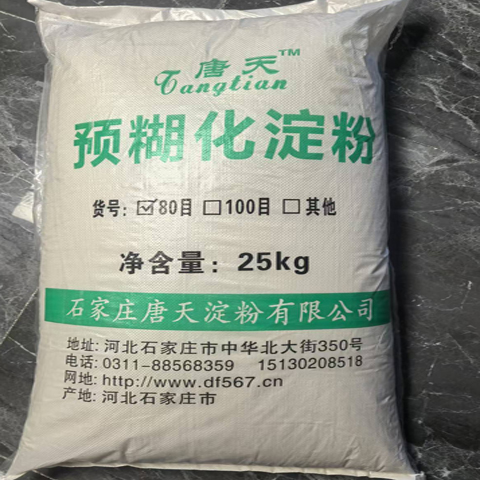 唐天™
Tangtian
预糊化淀粉
货号:☑80目☐100目☐其他
净含量:25kg
石家庄唐天淀粉有限公司
地址:河北石家庄市中华北大街350号
电话:0311-88568359 15130208518
网地:http://www.df567.cn
产地:河北石家庄市